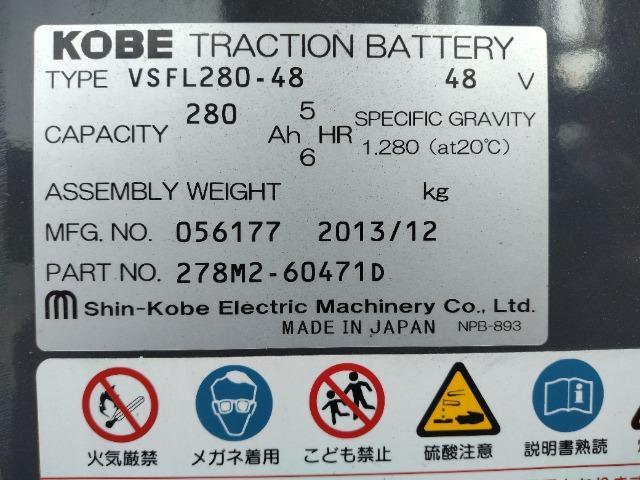 KOBE TRACTION BATTERY
TYPE VSFL280-48 48 V
CAPACITY 280 Ah 5 6 HR SPECIFIC GRAVITY
1.280 (at20℃)
ASSEMBLY WEIGHT kg
MFG. NO. 056177 2013/12
PART NO. 278M2-60471D
Shin-Kobe Electric Machinery Co., Ltd.
MADE IN JAPAN NPB-893
火気厳禁 メガネ着用 こども禁止 硫酸注意 説明書熟読